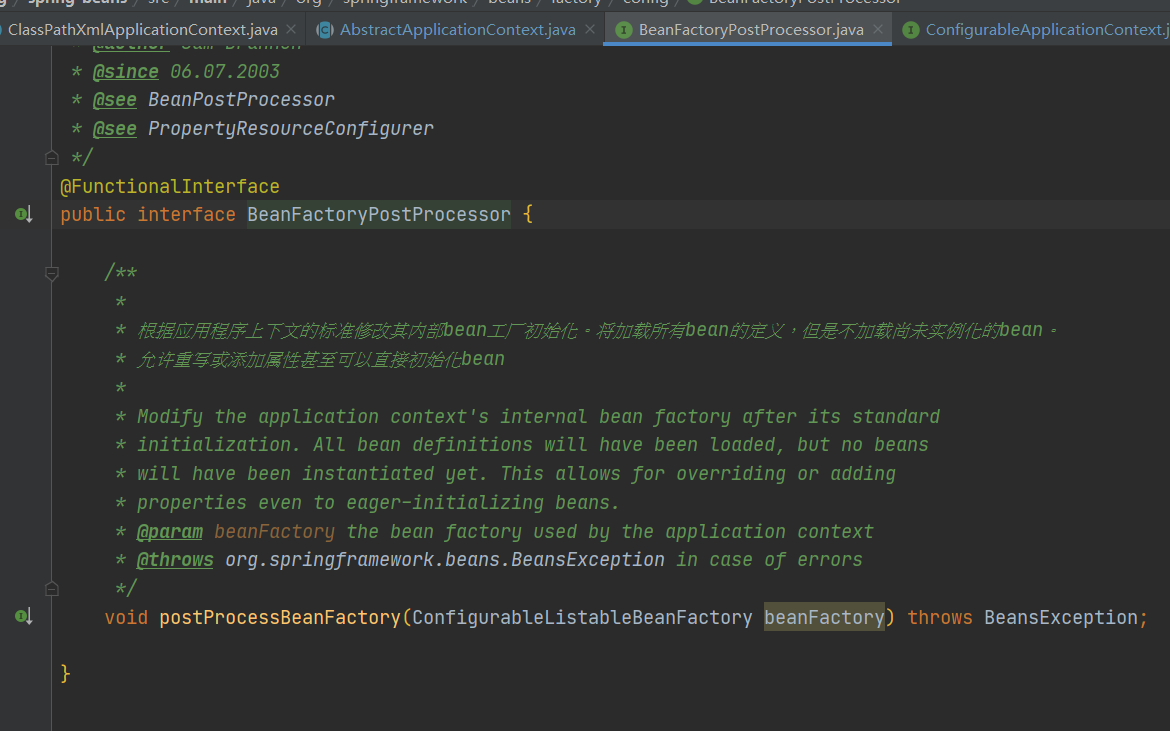 spring-beans / src / main / java / org / springframework / beans / factory / config / BeanFactoryPostProcessor
ClassPathXmlApplicationContext.java × AbstractApplicationContext.java × BeanFactoryPostProcessor.java × ConfigurableApplicationContext.j
* @author Sam Brannen
* @since 06.07.2003
* @see BeanPostProcessor
* @see PropertyResourceConfigurer
*/
@FunctionalInterface
public interface BeanFactoryPostProcessor {
/**
*
* 根据应用程序上下文的标准修改其内部bean工厂初始化。将加载所有bean的定义，但是不加载尚未实例化的bean。
* 允许重写或添加属性甚至可以直接初始化bean
*
* Modify the application context's internal bean factory after its standard
* initialization. All bean definitions will have been loaded, but no beans
* will have been instantiated yet. This allows for overriding or adding
* properties even to eager-initializing beans.
* @param beanFactory the bean factory used by the application context
* @throws org.springframework.beans.BeansException in case of errors
*/
void postProcessBeanFactory(ConfigurableListableBeanFactory beanFactory) throws BeansException;
}